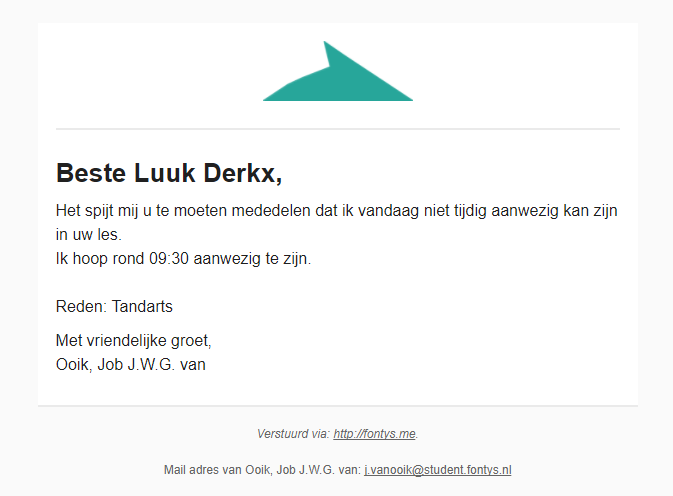 Beste Luuk Derkx,
Het spijt mij u te moeten mededelen dat ik vandaag niet tijdig aanwezig kan zijn
in uw les.
Ik hoop rond 09:30 aanwezig te zijn.
Reden: Tandarts
Met vriendelijke groet,
Ooik, Job J.W.G. van
Verstuurd via: http://fontys.me.
Mail adres van Ooik, Job J.W.G. van: j.vanooik@student.fontys.nl